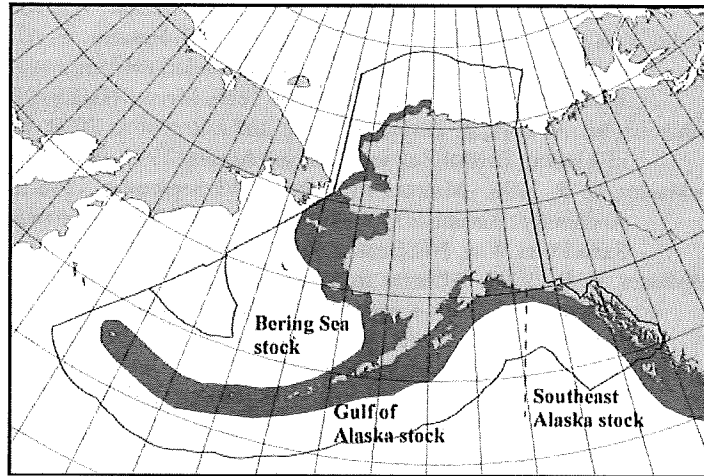 Bering Sea
stock
Gulf of
Alaska stock
Southeast
Alaska stock